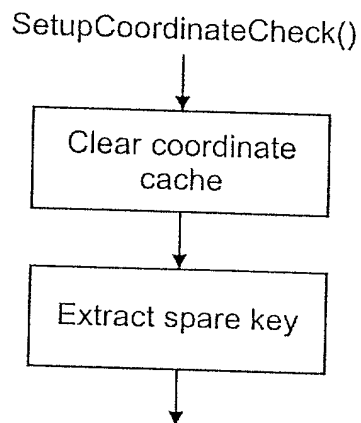 SetupCoordinateCheck()
Clear coordinate
cache
Extract spare key